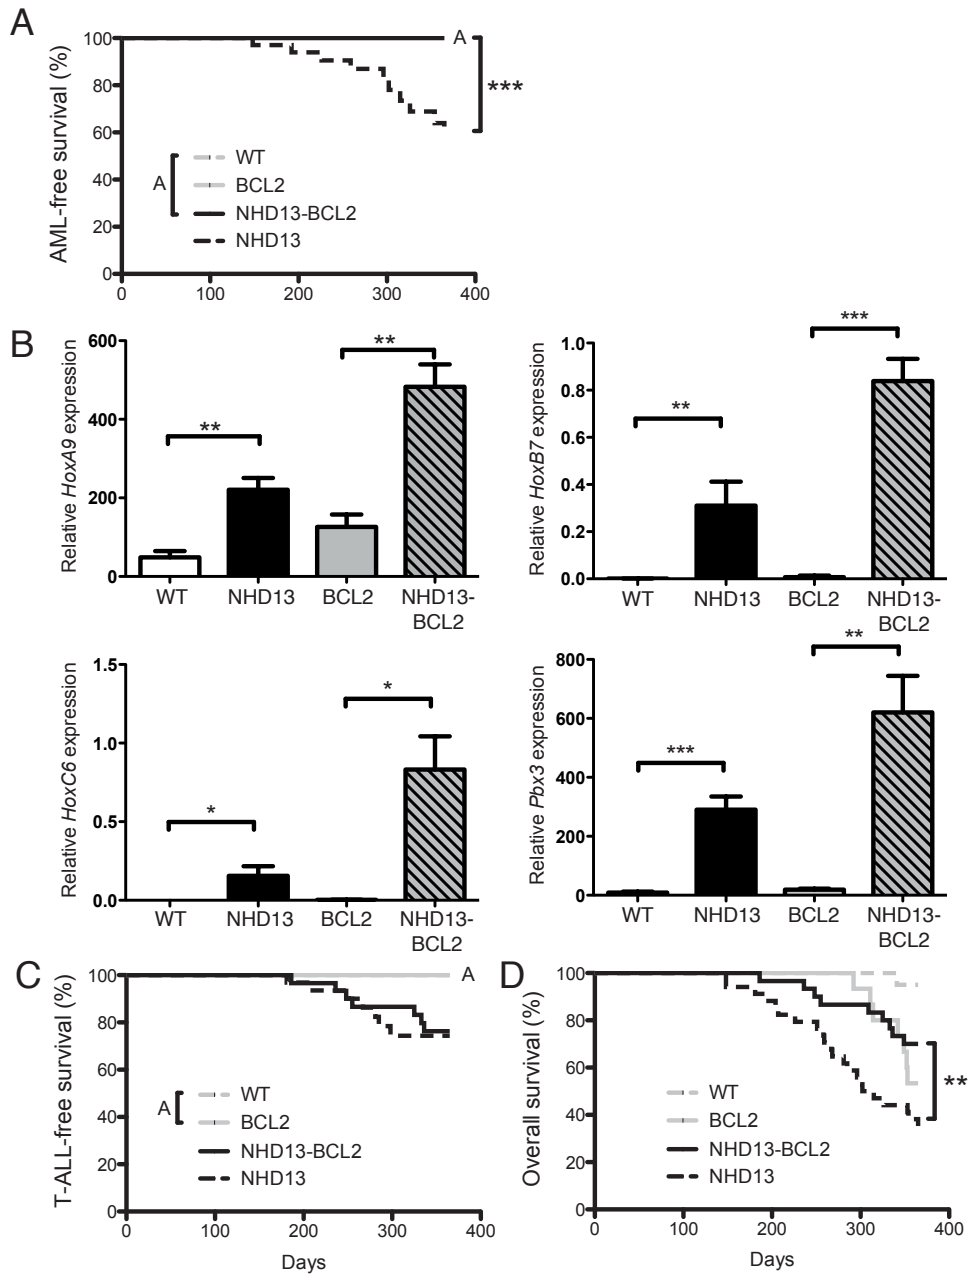 A
AML-free survival (%)
100
80
60
40
20
0
0 100 200 300 400
A
***
A
WT
BCL2
NHD13-BCL2
NHD13
B
Relative HoxA9 expression
600
400
200
0
**
**
WT NHD13 BCL2 NHD13-
BCL2
Relative HoxB7 expression
1.0
0.8
0.6
0.4
0.2
0.0
**
***
WT NHD13 BCL2 NHD13-
BCL2
Relative HoxC6 expression
1.5
1.0
0.5
0.0
*
*
WT NHD13 BCL2 NHD13-
BCL2
Relative Pbx3 expression
800
600
400
200
0
***
**
WT NHD13 BCL2 NHD13-
BCL2
C
T-ALL-free survival (%)
100
80
60
40
20
0
0 100 200 300 400
Days
A
A
WT
BCL2
NHD13-BCL2
NHD13
D
Overall survival (%)
100
80
60
40
20
0
0 100 200 300 400
Days
**
WT
BCL2
NHD13-BCL2
NHD13